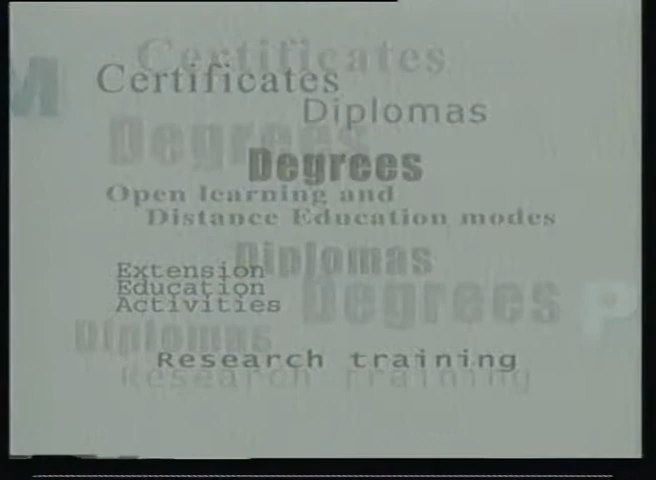 Certificates
Certificates
M
Diplomas
Degrees
Degrees
Open learning and
Distance Education modes
Diplomas
Extension
Education
Activities
Degrees
P
Diplomas
Research training
Research training